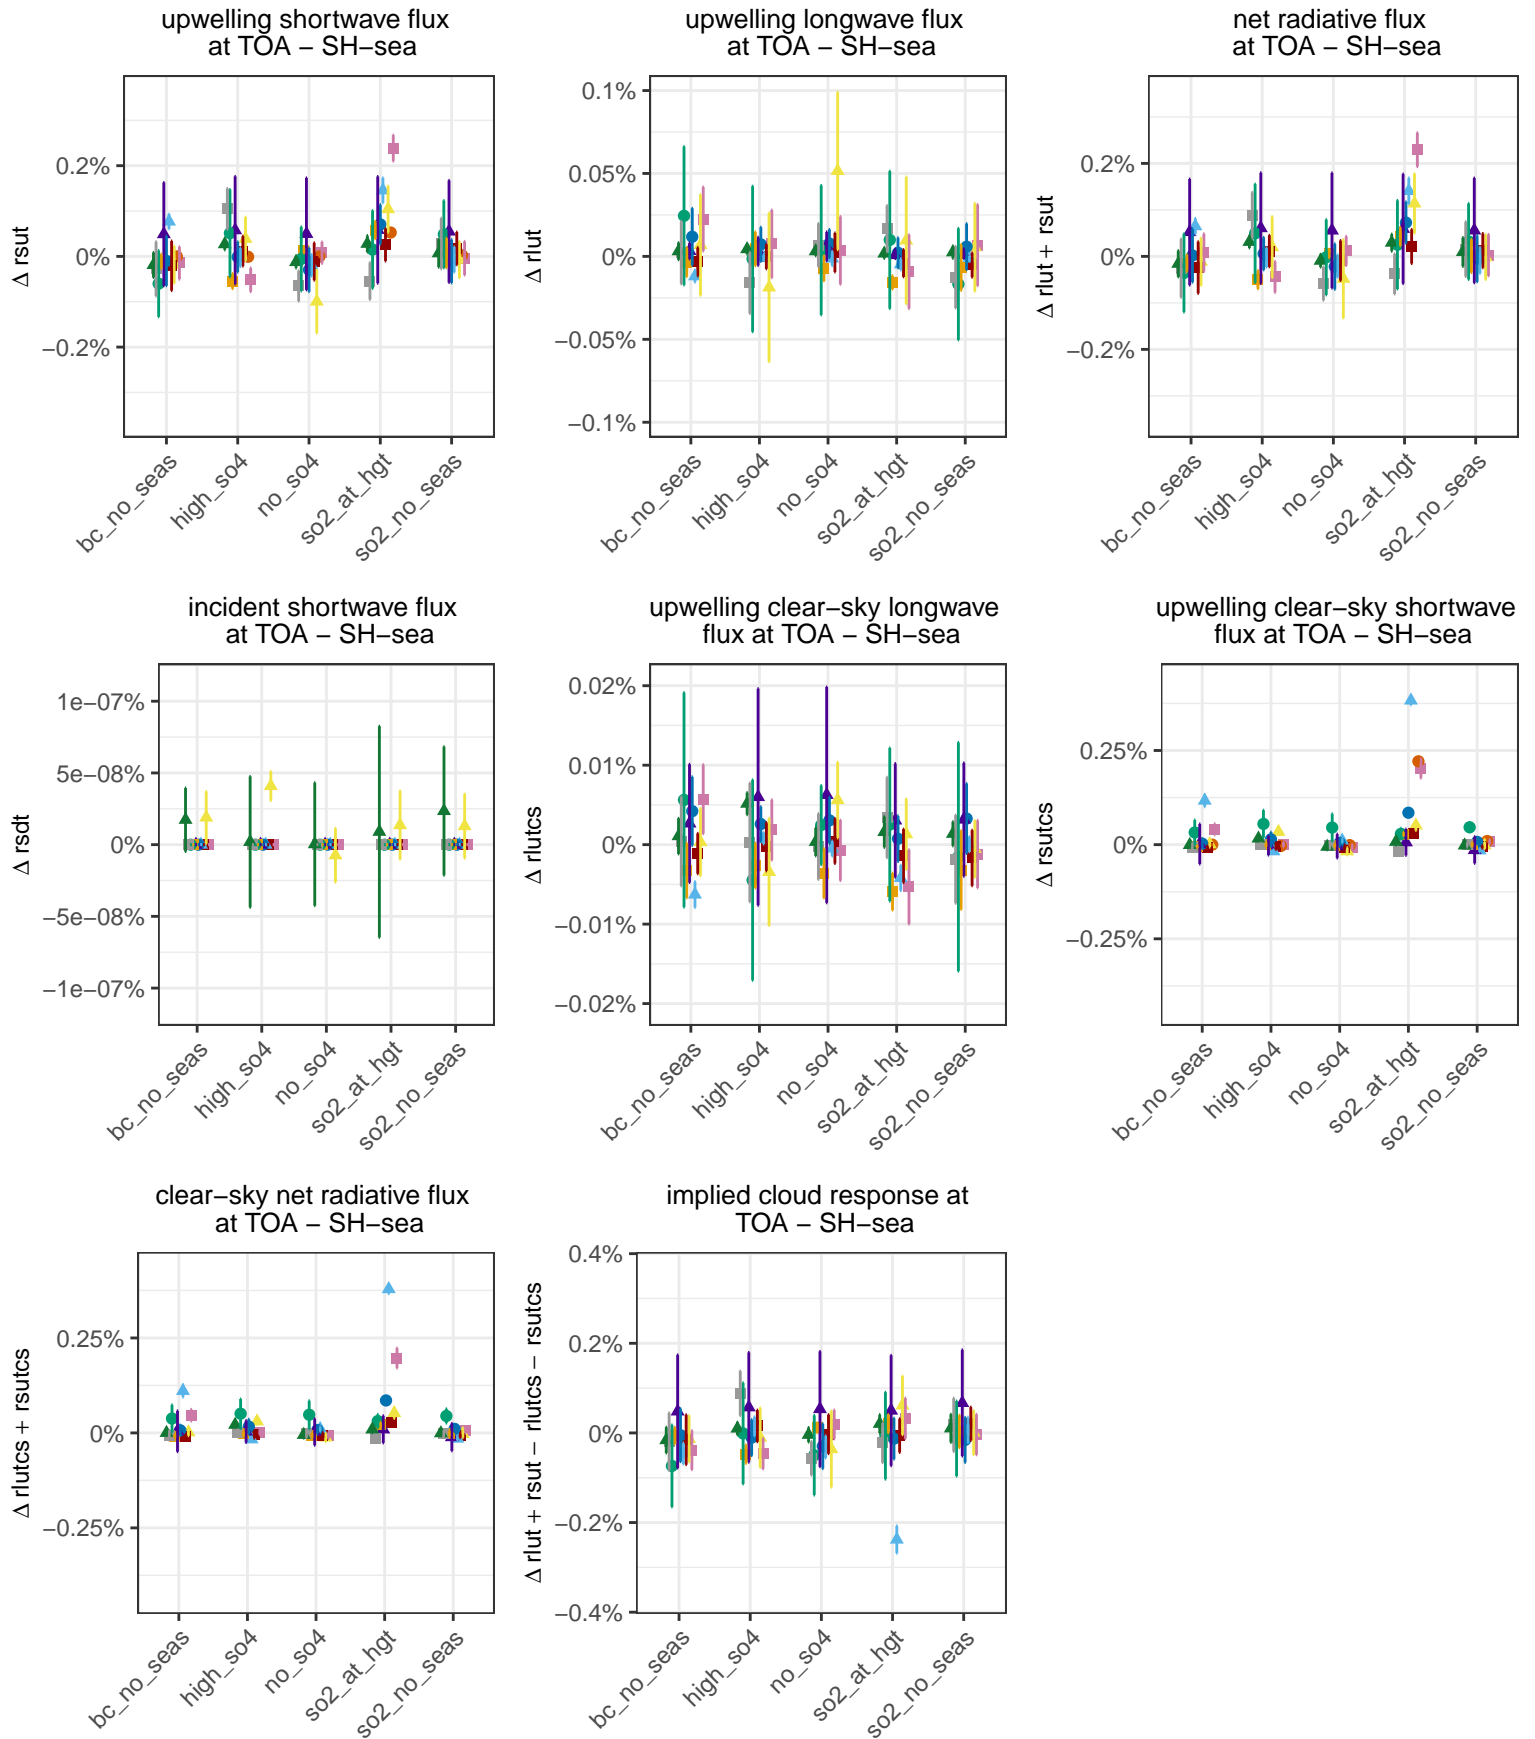 upwelling shortwave flux
at TOA − SH−sea
Δ rsut
0.2%
0%
−0.2%
bc_no_seas
high_so4
no_so4
so2_at_hgt
so2_no_seas
upwelling longwave flux
at TOA − SH−sea
Δ rlut
0.1%
0.05%
0%
−0.05%
−0.1%
bc_no_seas
high_so4
no_so4
so2_at_hgt
so2_no_seas
net radiative flux
at TOA − SH−sea
Δ rlut + rsut
0.2%
0%
−0.2%
bc_no_seas
high_so4
no_so4
so2_at_hgt
so2_no_seas
incident shortwave flux
at TOA − SH−sea
Δ rsdt
1e−07%
5e−08%
0%
−5e−08%
−1e−07%
bc_no_seas
high_so4
no_so4
so2_at_hgt
so2_no_seas
upwelling clear−sky longwave
flux at TOA − SH−sea
Δ rlutcs
0.02%
0.01%
0%
−0.01%
−0.02%
bc_no_seas
high_so4
no_so4
so2_at_hgt
so2_no_seas
upwelling clear−sky shortwave
flux at TOA − SH−sea
Δ rsutcs
0.25%
0%
−0.25%
bc_no_seas
high_so4
no_so4
so2_at_hgt
so2_no_seas
clear−sky net radiative flux
at TOA − SH−sea
Δ rlutcs + rsutcs
0.25%
0%
−0.25%
bc_no_seas
high_so4
no_so4
so2_at_hgt
so2_no_seas
implied cloud response at
TOA − SH−sea
Δ rlut + rsut − rlutcs − rsutcs
0.4%
0.2%
0%
−0.2%
−0.4%
bc_no_seas
high_so4
no_so4
so2_at_hgt
so2_no_seas